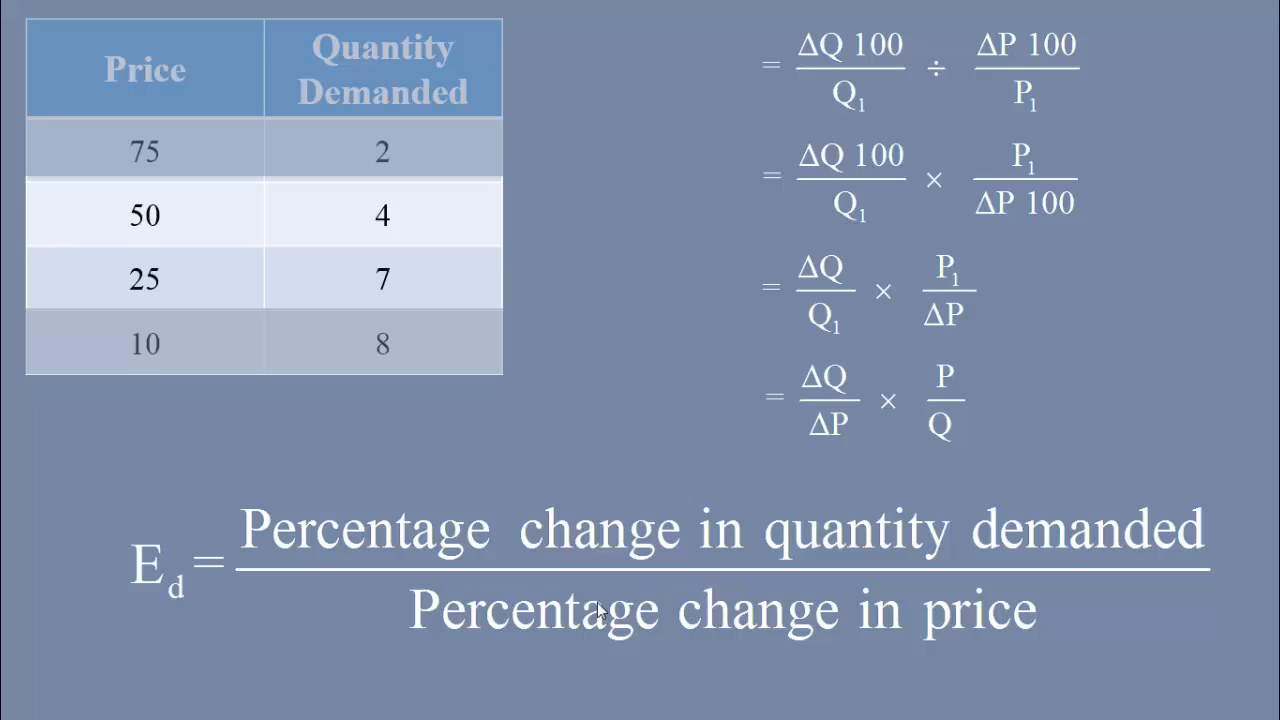 Price Quantity Demanded
75 2
50 4
25 7
10 8
= ΔQ 100 / Q₁ ÷ ΔP 100 / P₁
= ΔQ 100 / Q₁ × P₁ / ΔP 100
= ΔQ / Q₁ × P₁ / ΔP
= ΔQ / ΔP × P / Q
E_d = Percentage change in quantity demanded
Percentage change in price